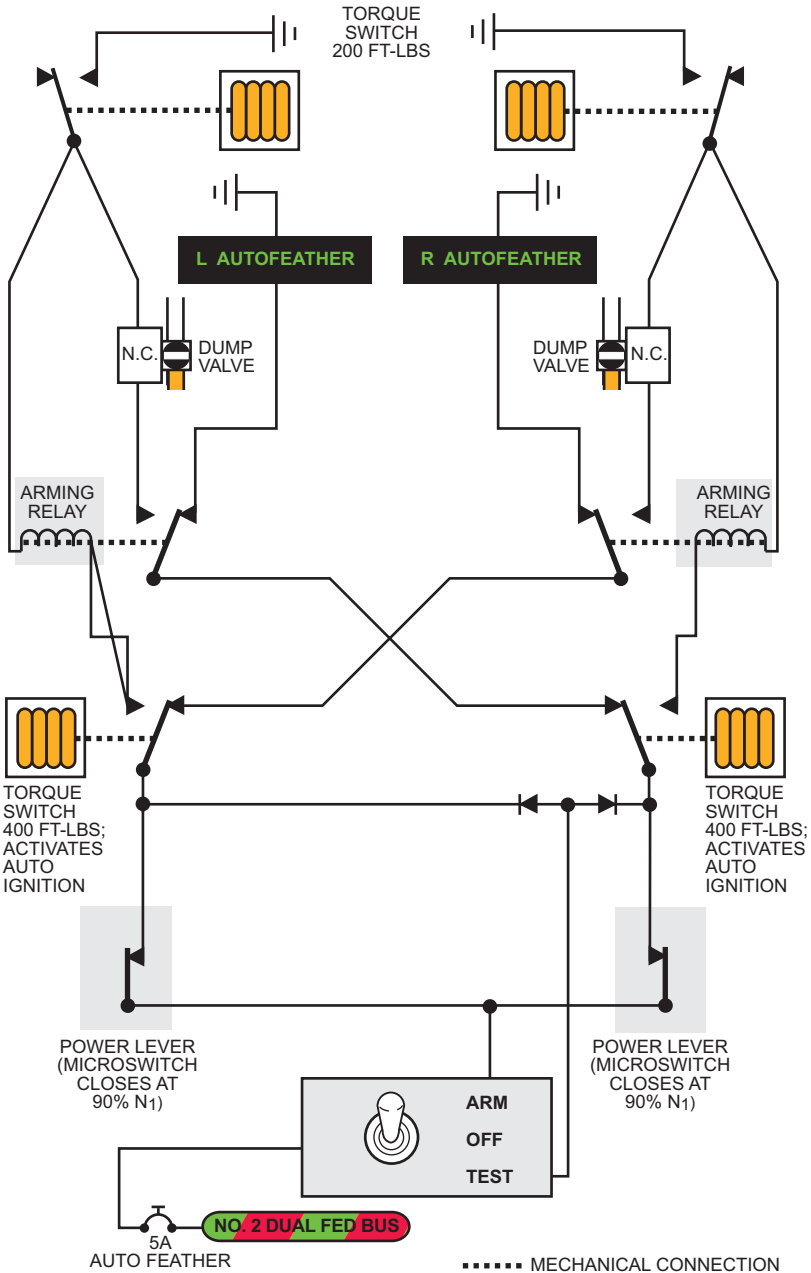 TORQUE
SWITCH
200 FT-LBS
L AUTOFEATHER
R AUTOFEATHER
N.C.
DUMP
VALVE
DUMP
VALVE
N.C.
ARMING
RELAY
ARMING
RELAY
TORQUE
SWITCH
400 FT-LBS;
ACTIVATES
AUTO
IGNITION
TORQUE
SWITCH
400 FT-LBS;
ACTIVATES
AUTO
IGNITION
POWER LEVER
(MICROSWITCH
CLOSES AT
90% N1)
POWER LEVER
(MICROSWITCH
CLOSES AT
90% N1)
ARM
OFF
TEST
NO. 2 DUAL FED BUS
5A
AUTO FEATHER
MECHANICAL CONNECTION